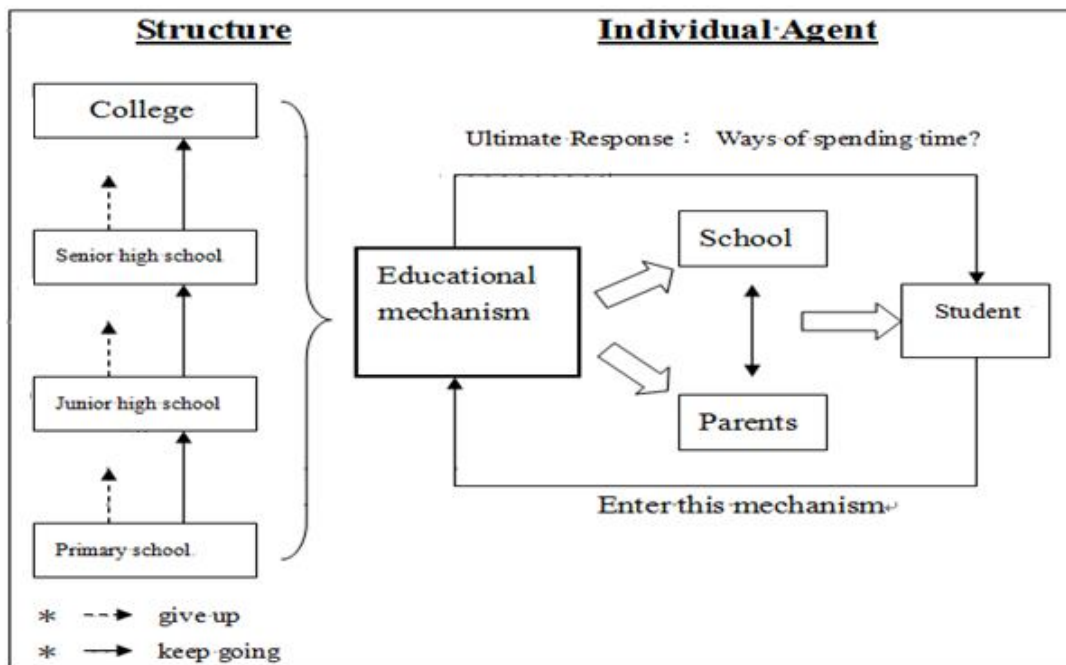 Structure
Individual Agent
College
Ultimate Response : Ways of spending time?
Senior high school
School
Educational
mechanism
Student
Junior high school
Parents
Enter this mechanism
Primary school
* give up
* keep going